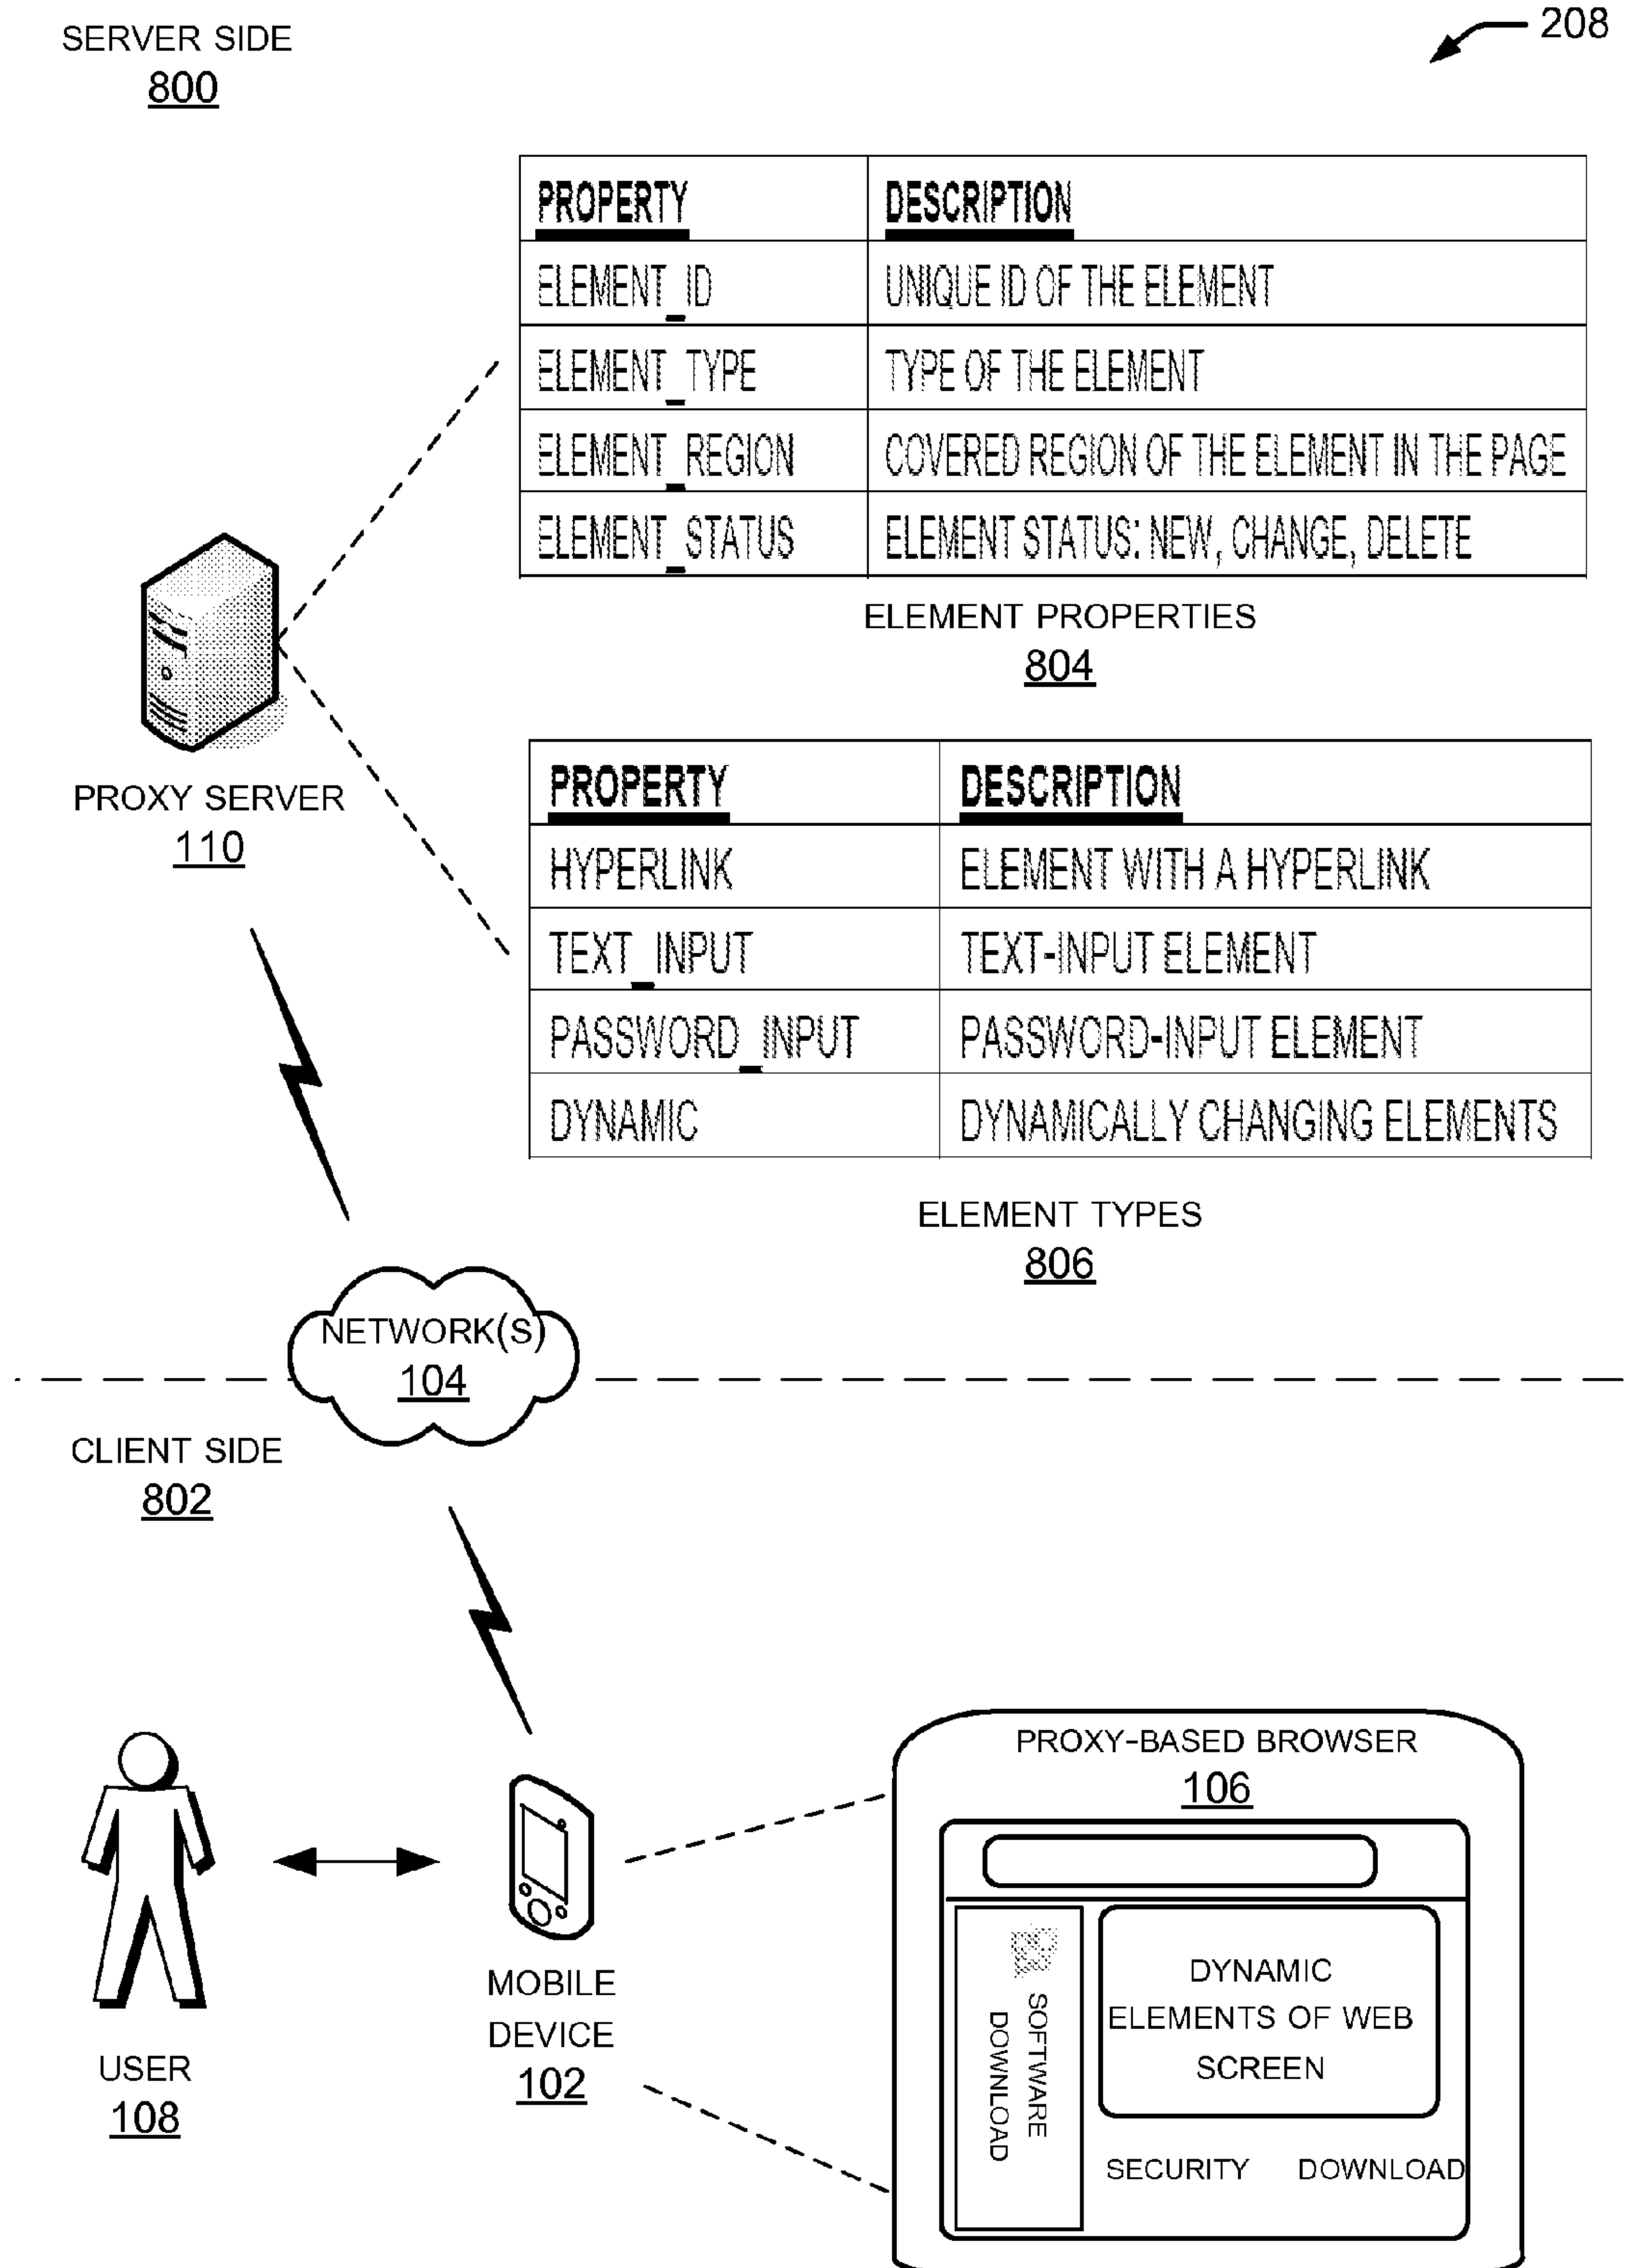 SERVER SIDE
800
208
PROPERTY DESCRIPTION
ELEMENT_ID UNIQUE ID OF THE ELEMENT
ELEMENT_TYPE TYPE OF THE ELEMENT
ELEMENT_REGION COVERED REGION OF THE ELEMENT IN THE PAGE
ELEMENT_STATUS ELEMENT STATUS: NEW, CHANGE, DELETE
ELEMENT PROPERTIES
804
PROXY SERVER
110
PROPERTY DESCRIPTION
HYPERLINK ELEMENT WITH A HYPERLINK
TEXT_INPUT TEXT-INPUT ELEMENT
PASSWORD_INPUT PASSWORD-INPUT ELEMENT
DYNAMIC DYNAMICALLY CHANGING ELEMENTS
ELEMENT TYPES
806
NETWORK(S)
104
CLIENT SIDE
802
USER
108
MOBILE
DEVICE
102
PROXY-BASED BROWSER
106
SOFTWARE
DOWNLOAD
DYNAMIC
ELEMENTS OF WEB
SCREEN
SECURITY DOWNLOAD